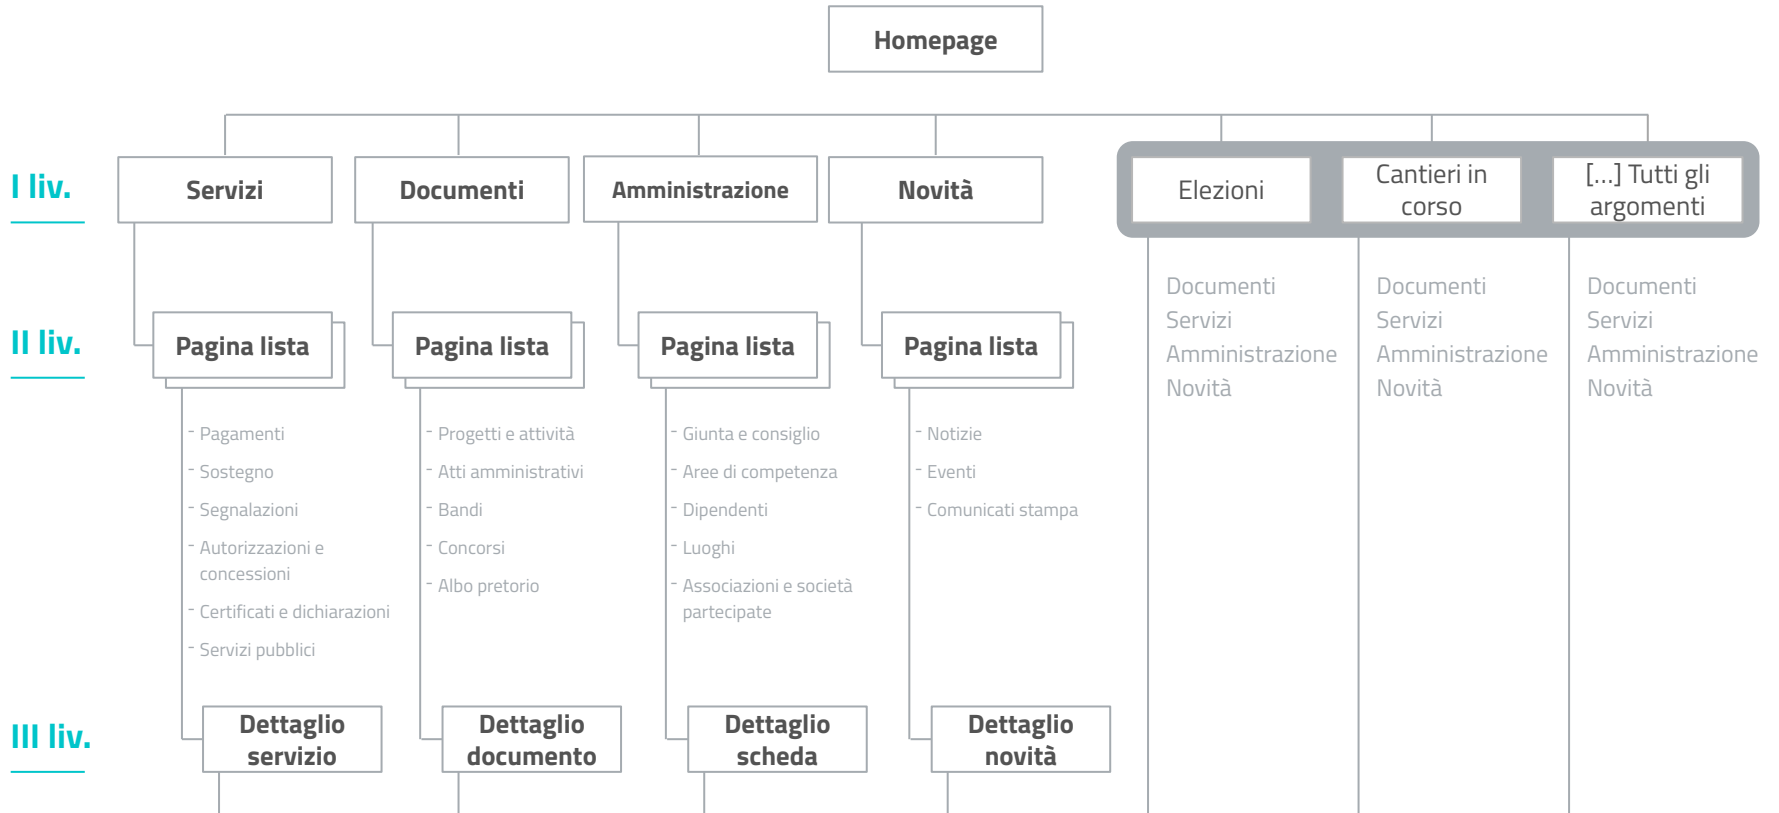 Homepage
I liv.
Servizi
Documenti
Amministrazione
Novità
Elezioni
Cantieri in
corso
[...] Tutti gli
argomenti
II liv.
Pagina lista
Pagina lista
Pagina lista
Pagina lista
- Pagamenti
- Sostegno
- Segnalazioni
- Autorizzazioni e
concessioni
- Certificati e dichiarazioni
- Servizi pubblici
- Progetti e attività
- Atti amministrativi
- Bandi
- Concorsi
- Albo pretorio
- Giunta e consiglio
- Aree di competenza
- Dipendenti
- Luoghi
- Associazioni e società
partecipate
- Notizie
- Eventi
- Comunicati stampa
Documenti
Servizi
Amministrazione
Novità
Documenti
Servizi
Amministrazione
Novità
Documenti
Servizi
Amministrazione
Novità
III liv.
Dettaglio
servizio
Dettaglio
documento
Dettaglio
scheda
Dettaglio
novità